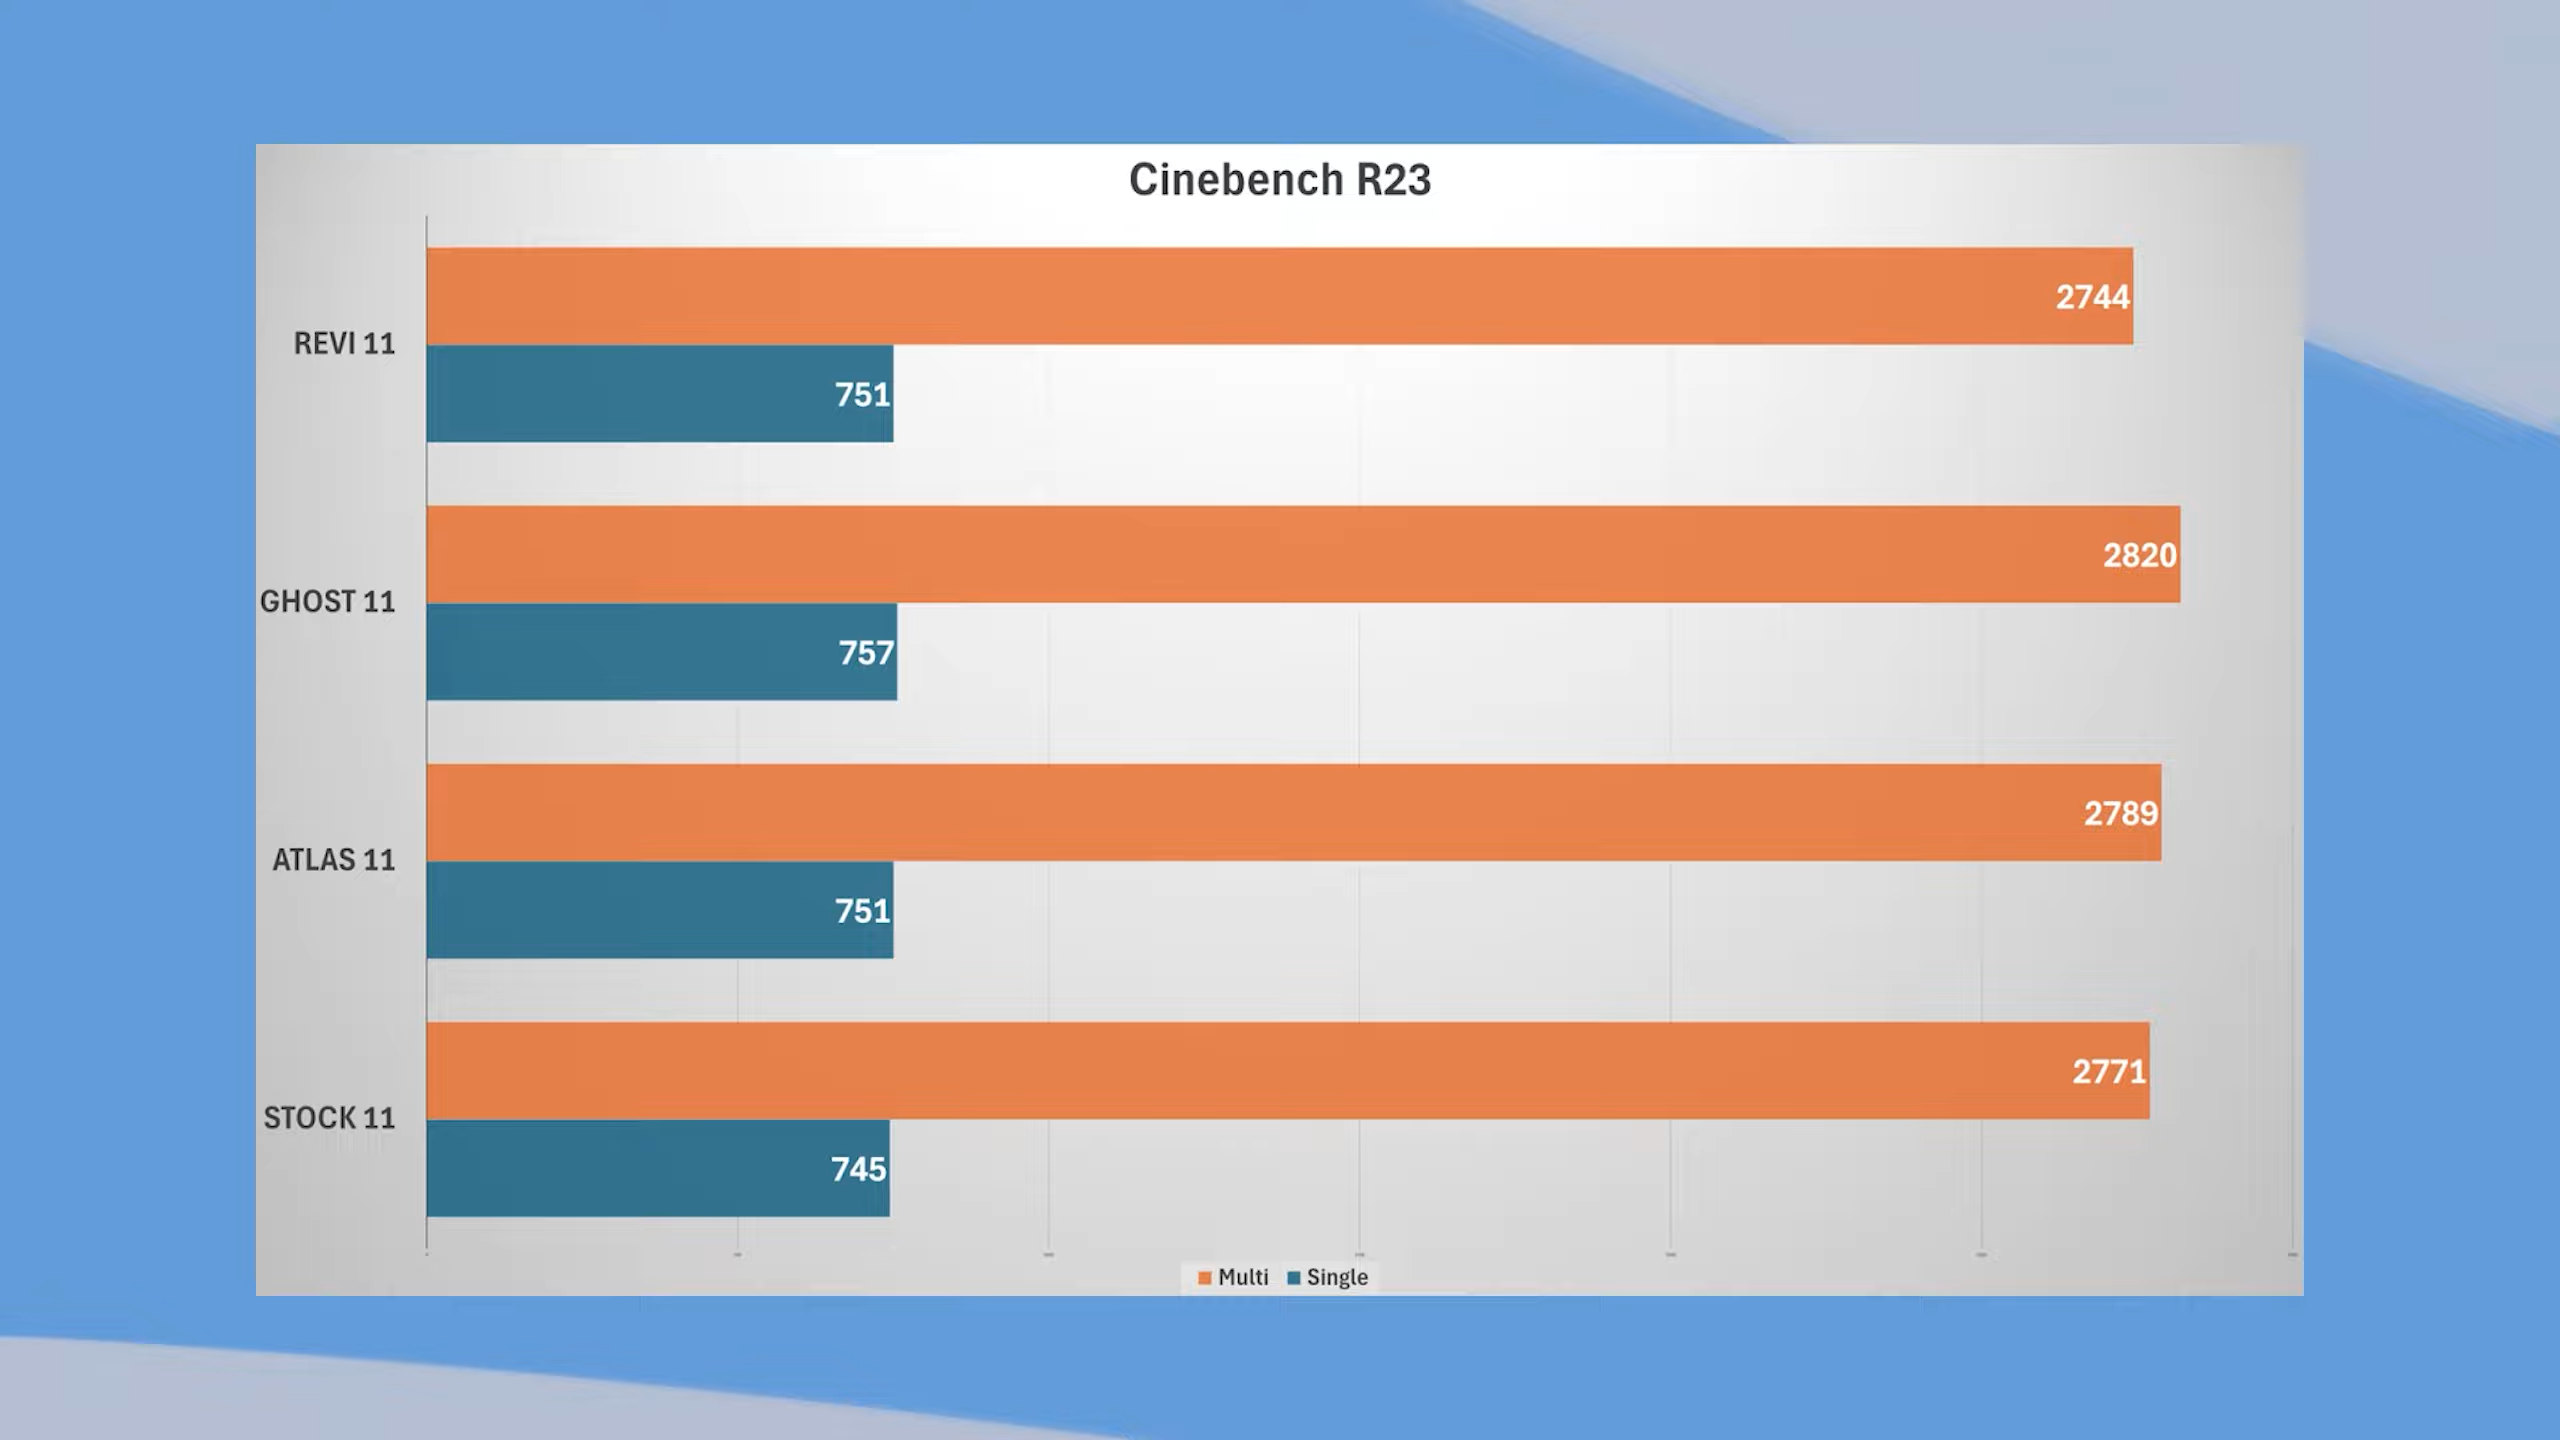 Cinebench R23
REVI 11
2744
751
GHOST 11
2820
757
ATLAS 11
2789
751
STOCK 11
2771
745
Multi Single